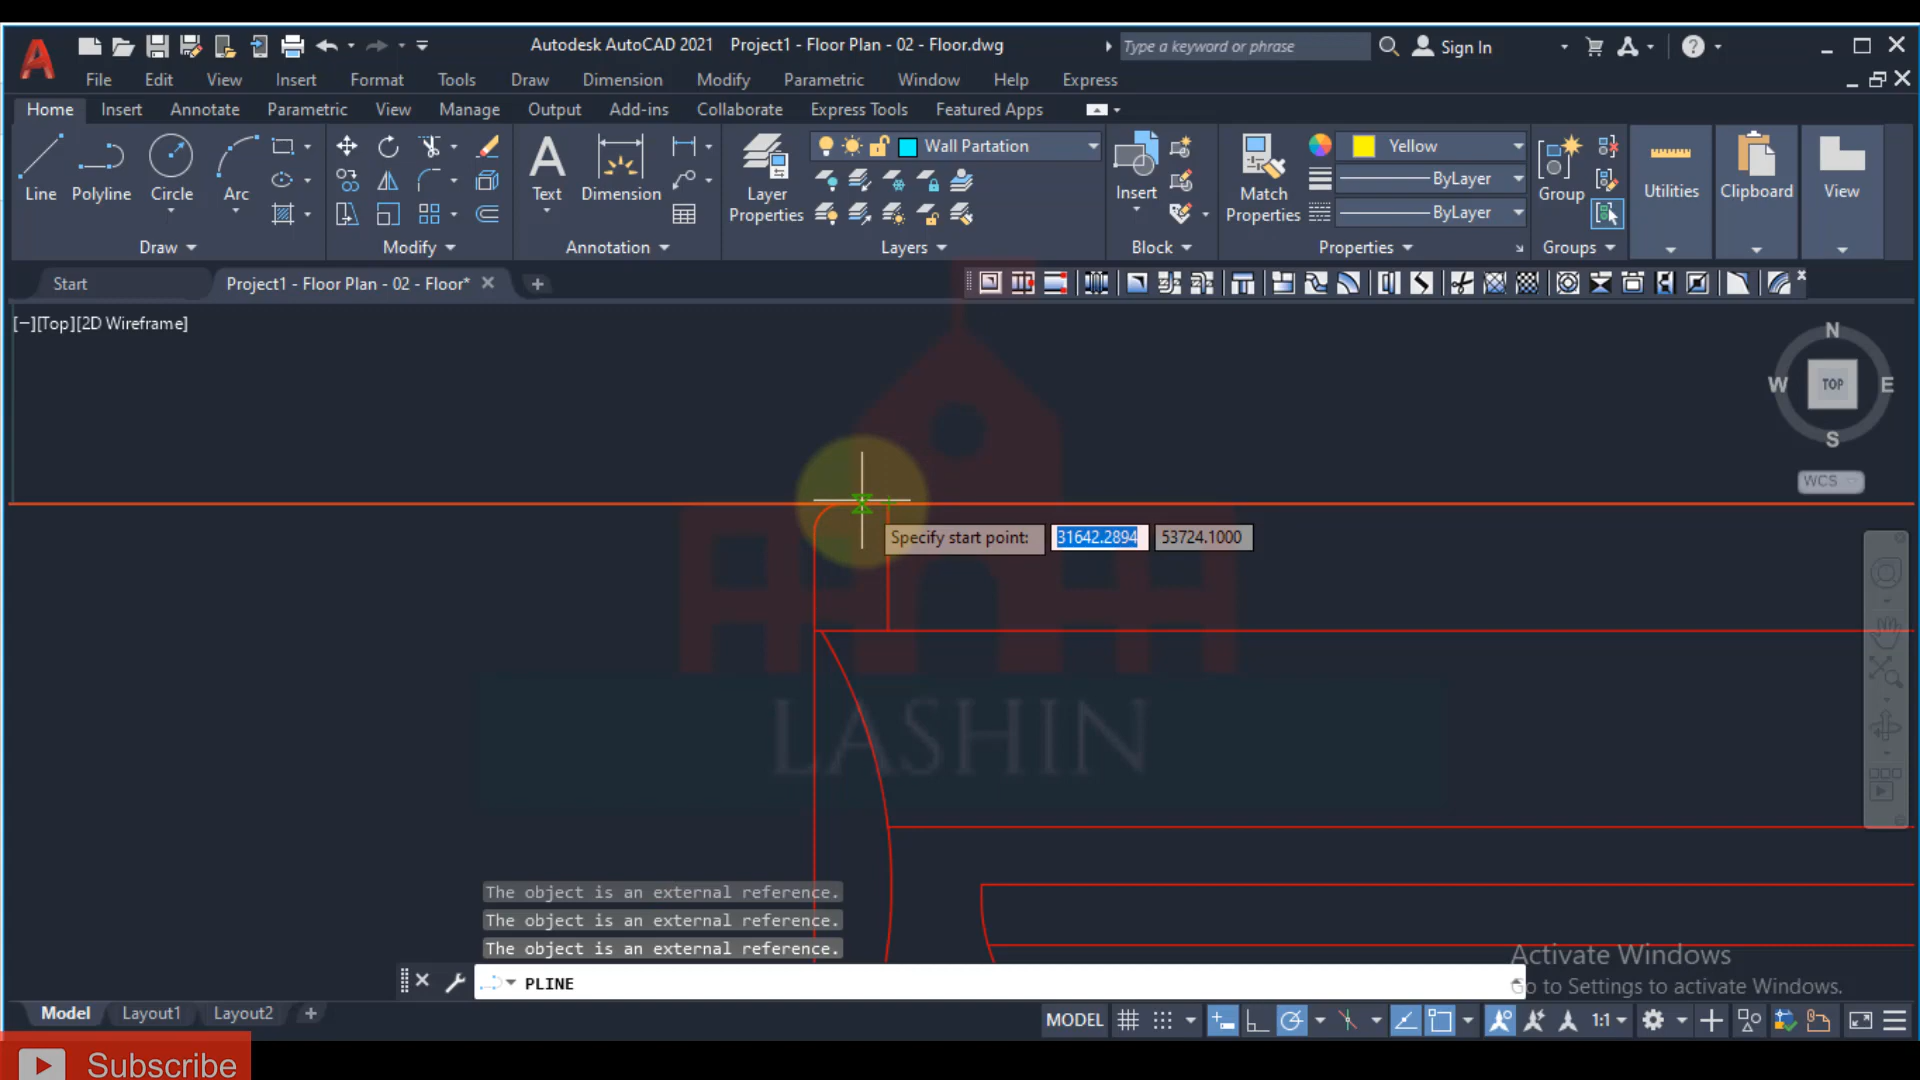 Autodesk AutoCAD 2021 Project1 - Floor Plan - 02 - Floor.dwg
Type a keyword or phrase
Sign In
File Edit View Insert Format Tools Draw Dimension Modify Parametric Window Help Express
Home Insert Annotate Parametric View Manage Output Add-ins Collaborate Express Tools Featured Apps
Wall Partation
Yellow
ByLayer
ByLayer
Line Polyline Circle Arc
Text Dimension
Layer Properties
Insert
Match Properties
Group
Utilities
Clipboard
View
Draw Modify Annotation Layers Block Properties Groups
Start
Project1 - Floor Plan - 02 - Floor*
[−][Top][2D Wireframe]
N
W TOP E
S
WCS
Specify start point: 31642.2894 53724.1000
LASHIN
The object is an external reference.
The object is an external reference.
The object is an external reference.
PLINE
Activate Windows
Go to Settings to activate Windows.
Model Layout1 Layout2
MODEL
1:1
Subscribe